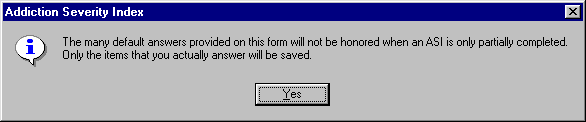 Addiction Severity Index
The many default answers provided on this form will not be honored when an ASI is only partially completed.
Only the items that you actually answer will be saved.
Yes